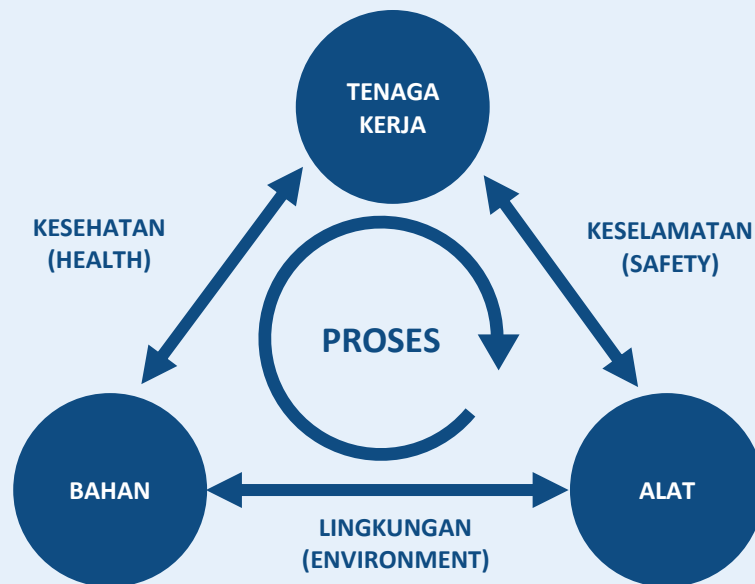 TENAGA
KERJA
KESEHATAN
(HEALTH)
KESELAMATAN
(SAFETY)
PROSES
BAHAN
ALAT
LINGKUNGAN
(ENVIRONMENT)